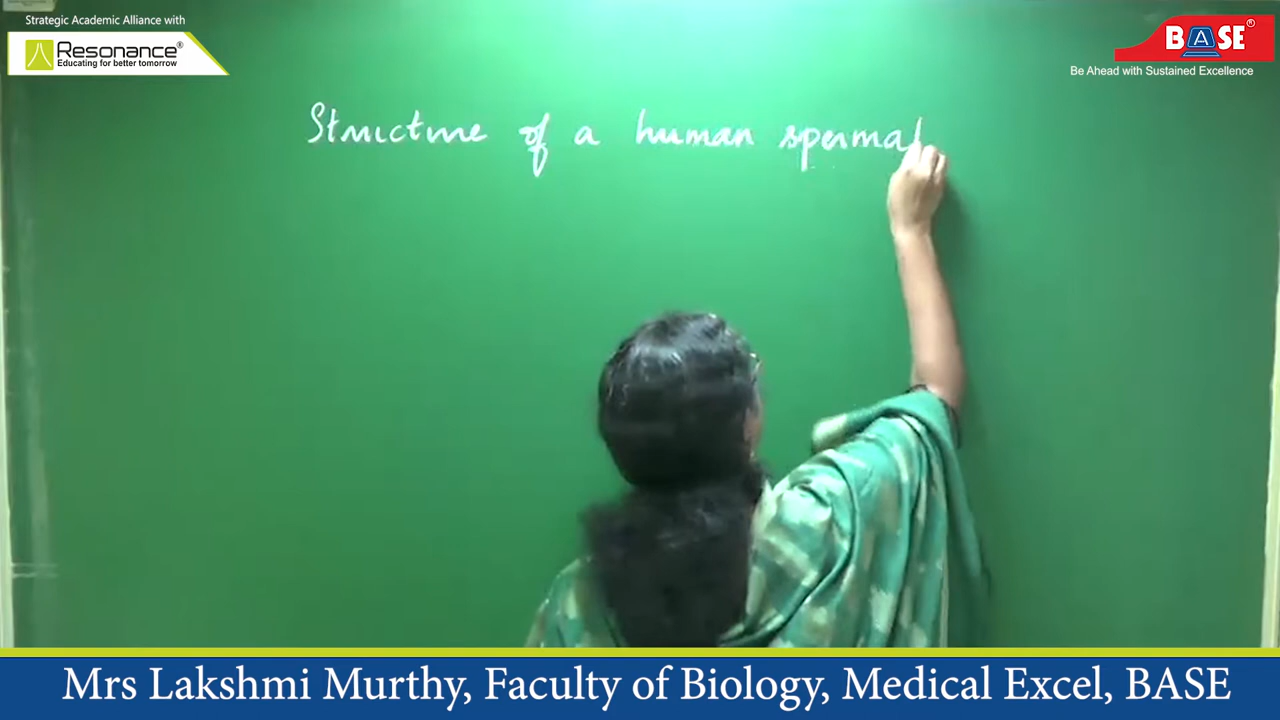 Strategic Academic Alliance with
Resonance®
Educating for better tomorrow
BASE®
Be Ahead with Sustained Excellence
Structure of a human spermat
Mrs Lakshmi Murthy, Faculty of Biology, Medical Excel, BASE